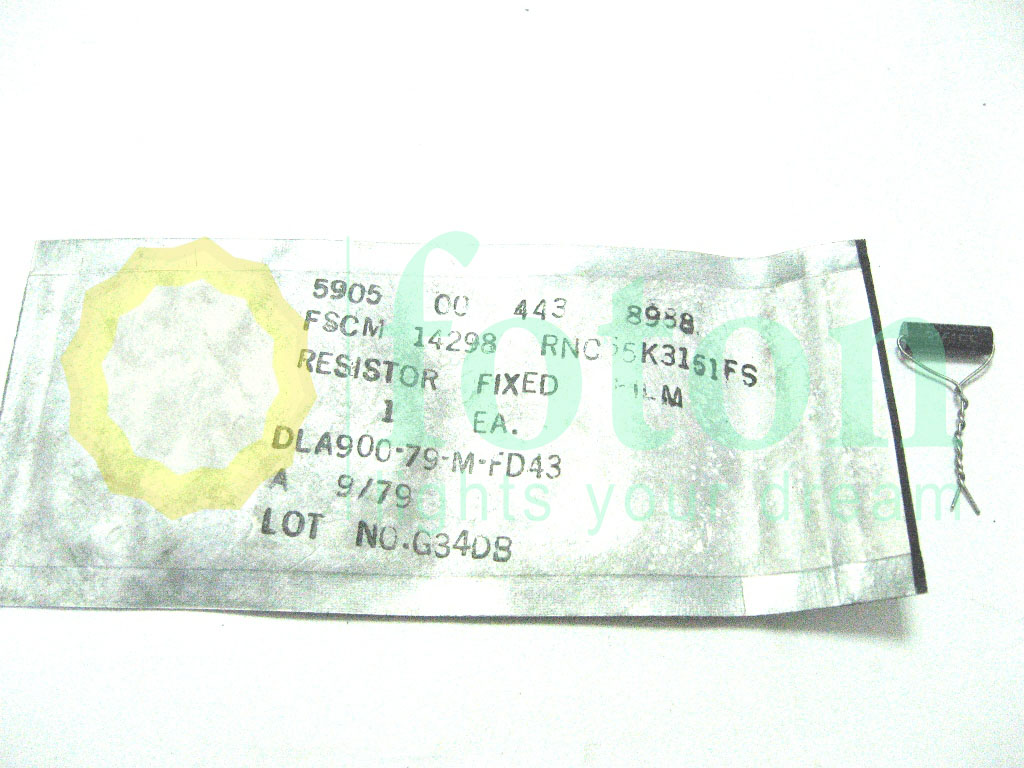 5905 00 443 8988
FSCM 14298 RNC55K3161FS
RESISTOR FIXED FILM
1 EA.
DLA900-79-M-FD43
A 9/79
LOT NO.G340B
foton
lights your dream